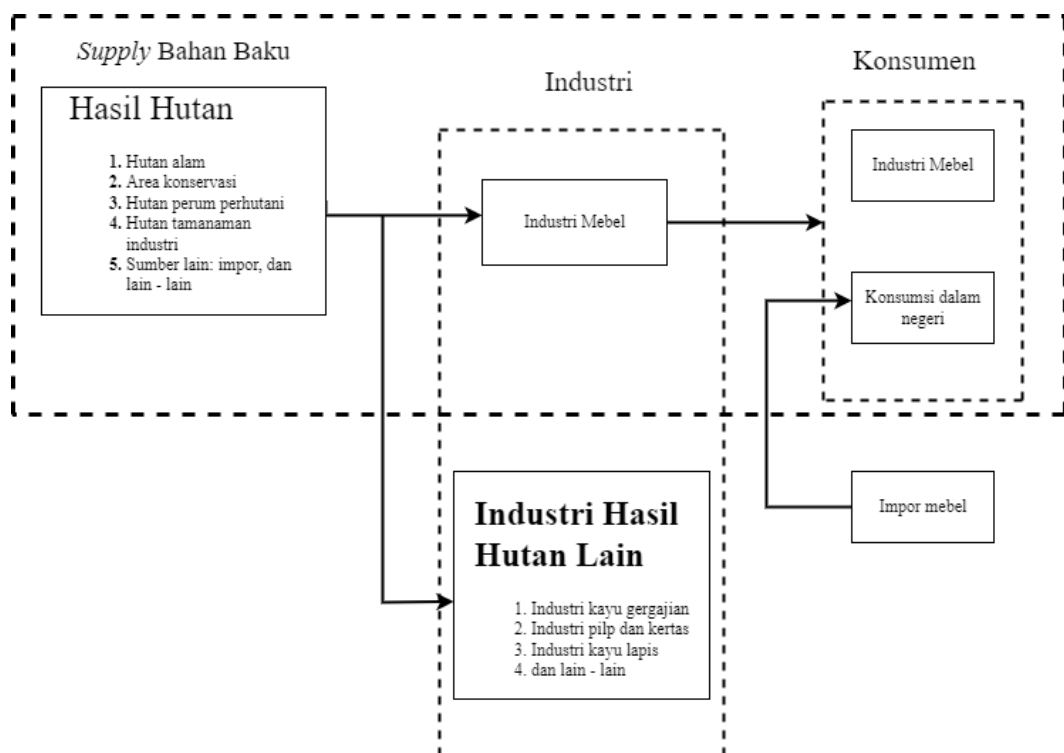 Supply Bahan Baku
Hasil Hutan
1. Hutan alam
2. Area konservasi
3. Hutan perum perhutani
4. Hutan tamanaman
industri
5. Sumber lain: impor, dan
lain - lain
Industri
Industri Mebel
Konsumen
Industri Mebel
Konsumsi dalam
negeri
Impor mebel
Industri Hasil
Hutan Lain
1. Industri kayu gergajian
2. Industri pilp dan kertas
3. Industri kayu lapis
4. dan lain - lain